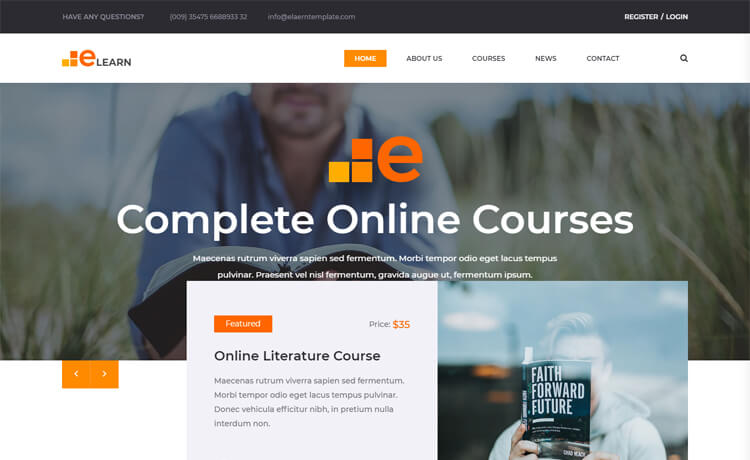 HAVE ANY QUESTIONS? (009) 35475 6688933 32 info@elaerntemplate.com REGISTER / LOGIN
eLEARN HOME ABOUT US COURSES NEWS CONTACT
e
Complete Online Courses
Maecenas rutrum viverra sapien sed fermentum. Morbi tempor odio eget lacus tempus
pulvinar. Praesent vel nisl fermentum, gravida augue ut, fermentum ipsum.
Featured Price: $35
Online Literature Course
Maecenas rutrum viverra sapien sed fermentum.
Morbi tempor odio eget lacus tempus pulvinar.
Donec vehicula efficitur nibh, in pretium nulla
interdum non.
FAITH
FORWARD
FUTURE
CHAD VEACH